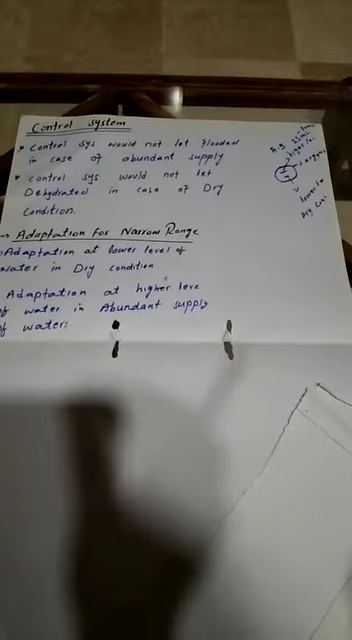 Control system
* Control sys would not let flooded
in case of abundant supply
* control sys would not let
Dehydrated in case of Dry
Condition.
→ Adaptation for Narrow Range
Adaptation at lower level of
water in Dry condition
Adaptation at higher leve
of water in Abundant supply
of water: